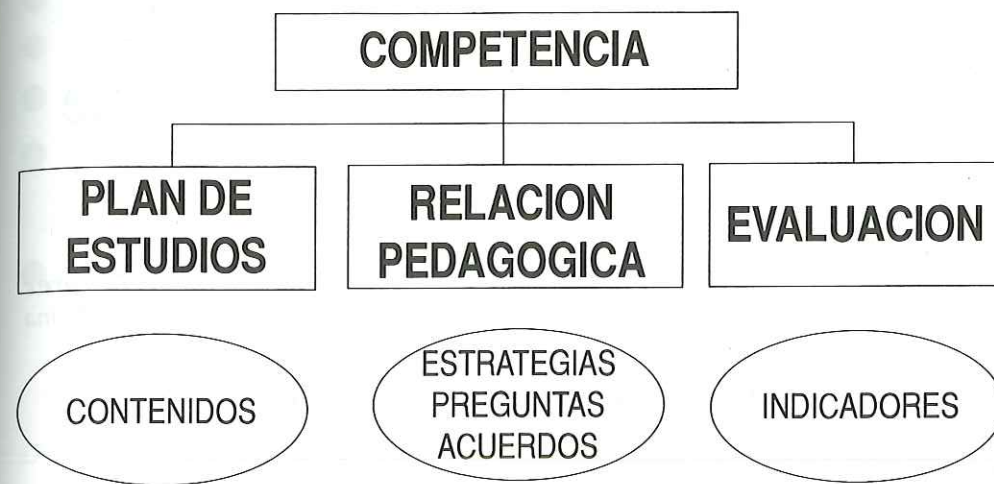 COMPETENCIA
PLAN DE
ESTUDIOS
RELACION
PEDAGOGICA
EVALUACION
CONTENIDOS
ESTRATEGIAS
PREGUNTAS
ACUERDOS
INDICADORES